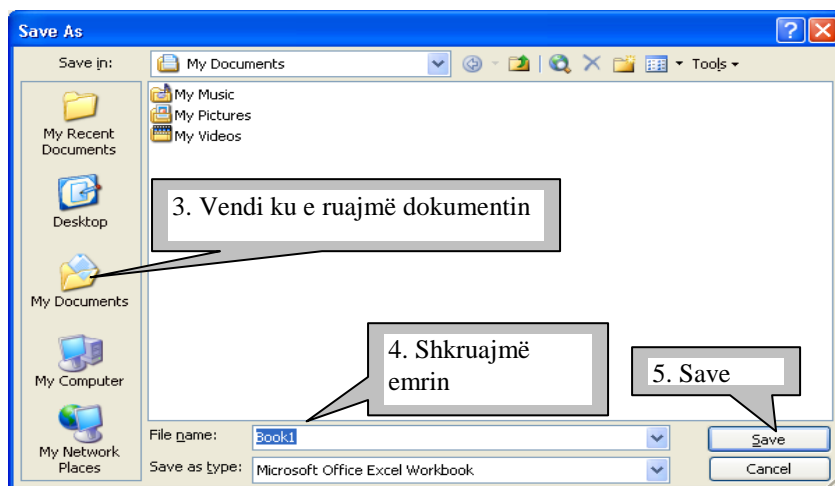 Save As
Save in:
My Documents
Tools
My Music
My Pictures
My Videos
My Recent
Documents
Desktop
My Documents
My Computer
My Network
Places
3. Vendi ku e ruajmë dokumentin
4. Shkruajmë
emrin
5. Save
File name:
Book1
Save
Save as type:
Microsoft Office Excel Workbook
Cancel